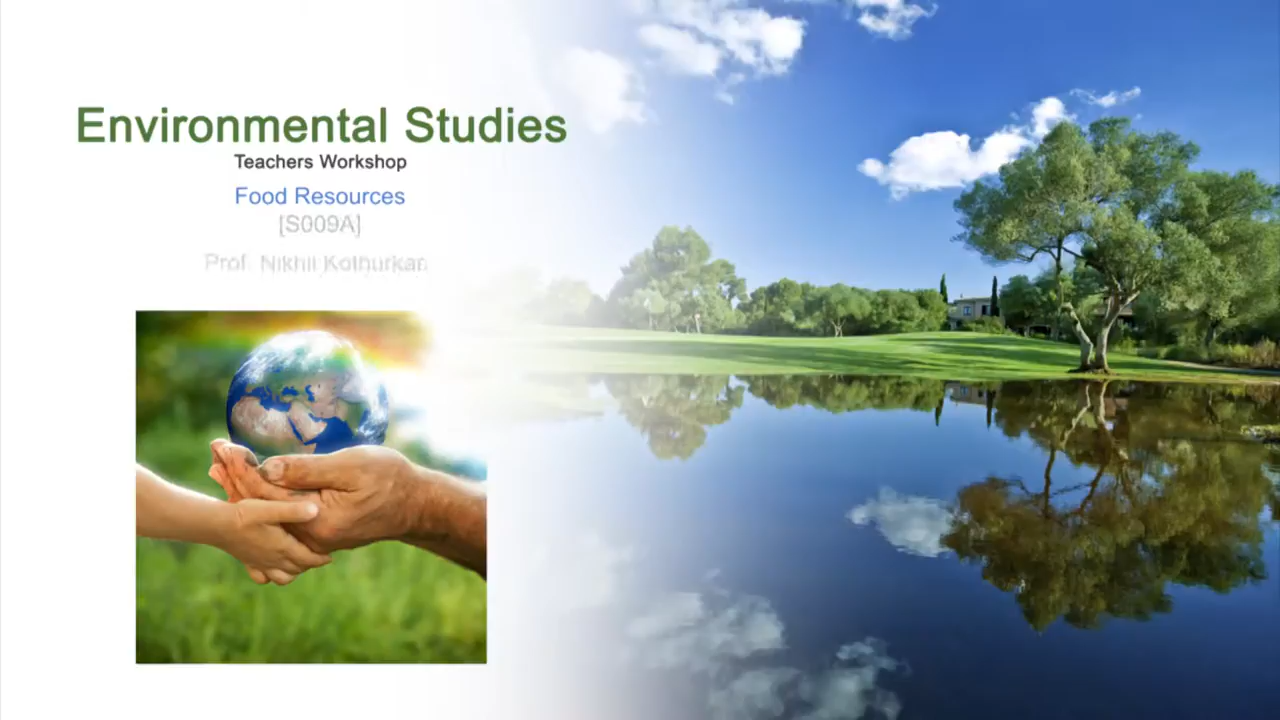 Environmental Studies
Teachers Workshop
Food Resources
[S009A]
Prof. Nikhil Kothurkar